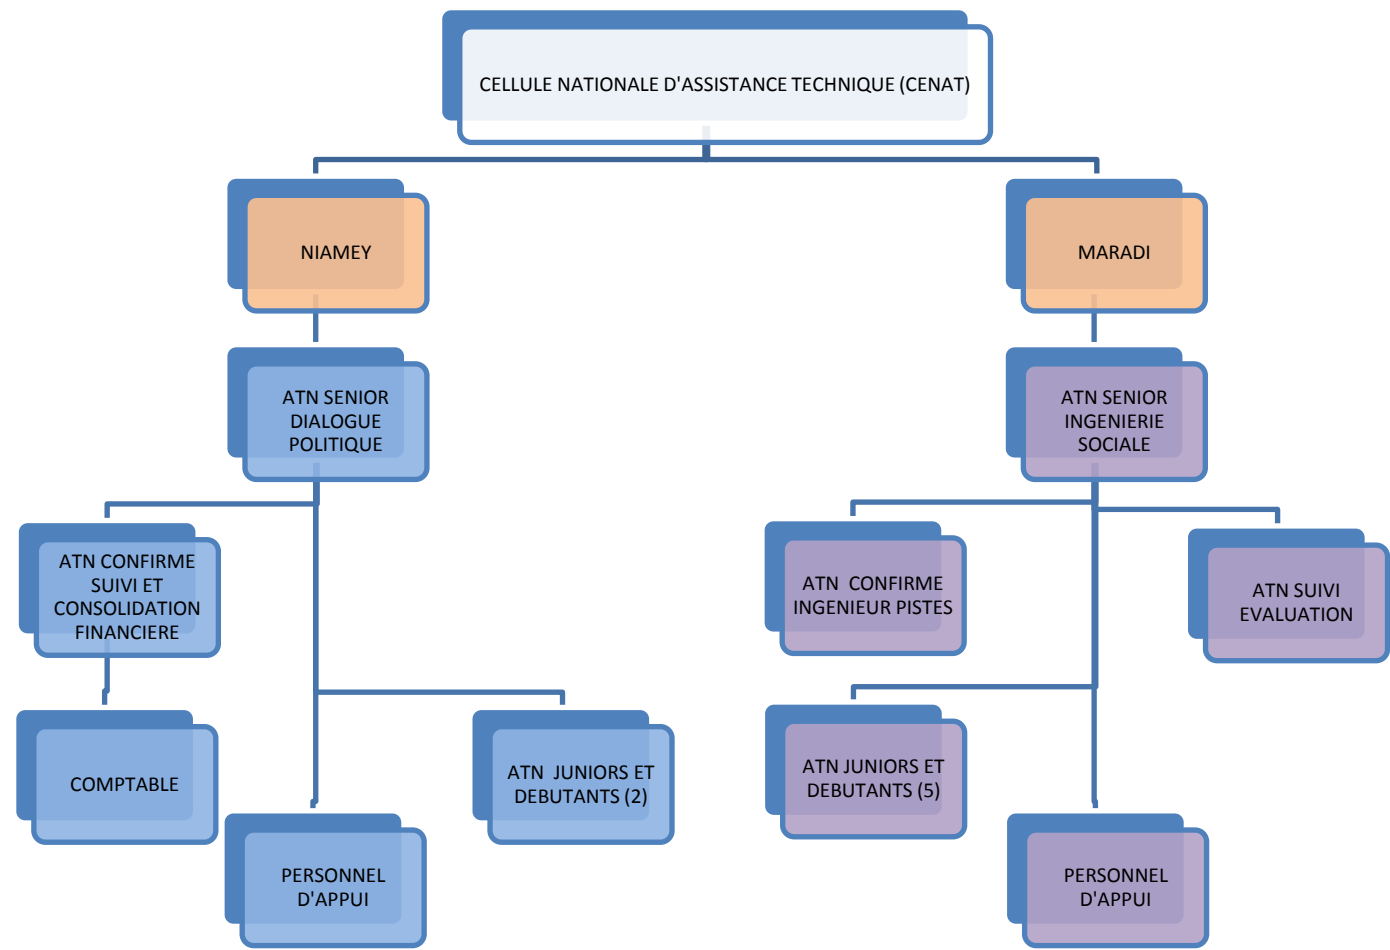 CELLULE NATIONALE D'ASSISTANCE TECHNIQUE (CENAT)
NIAMEY
MARADI
ATN SENIOR
DIALOGUE
POLITIQUE
ATN SENIOR
INGENIERIE
SOCIALE
ATN CONFIRME
SUIVI ET
CONSOLIDATION
FINANCIERE
ATN CONFIRME
INGENIEUR PISTES
ATN SUIVI
EVALUATION
COMPTABLE
ATN JUNIORS ET
DEBUTANTS (2)
ATN JUNIORS ET
DEBUTANTS (5)
PERSONNEL
D'APPUI
PERSONNEL
D'APPUI